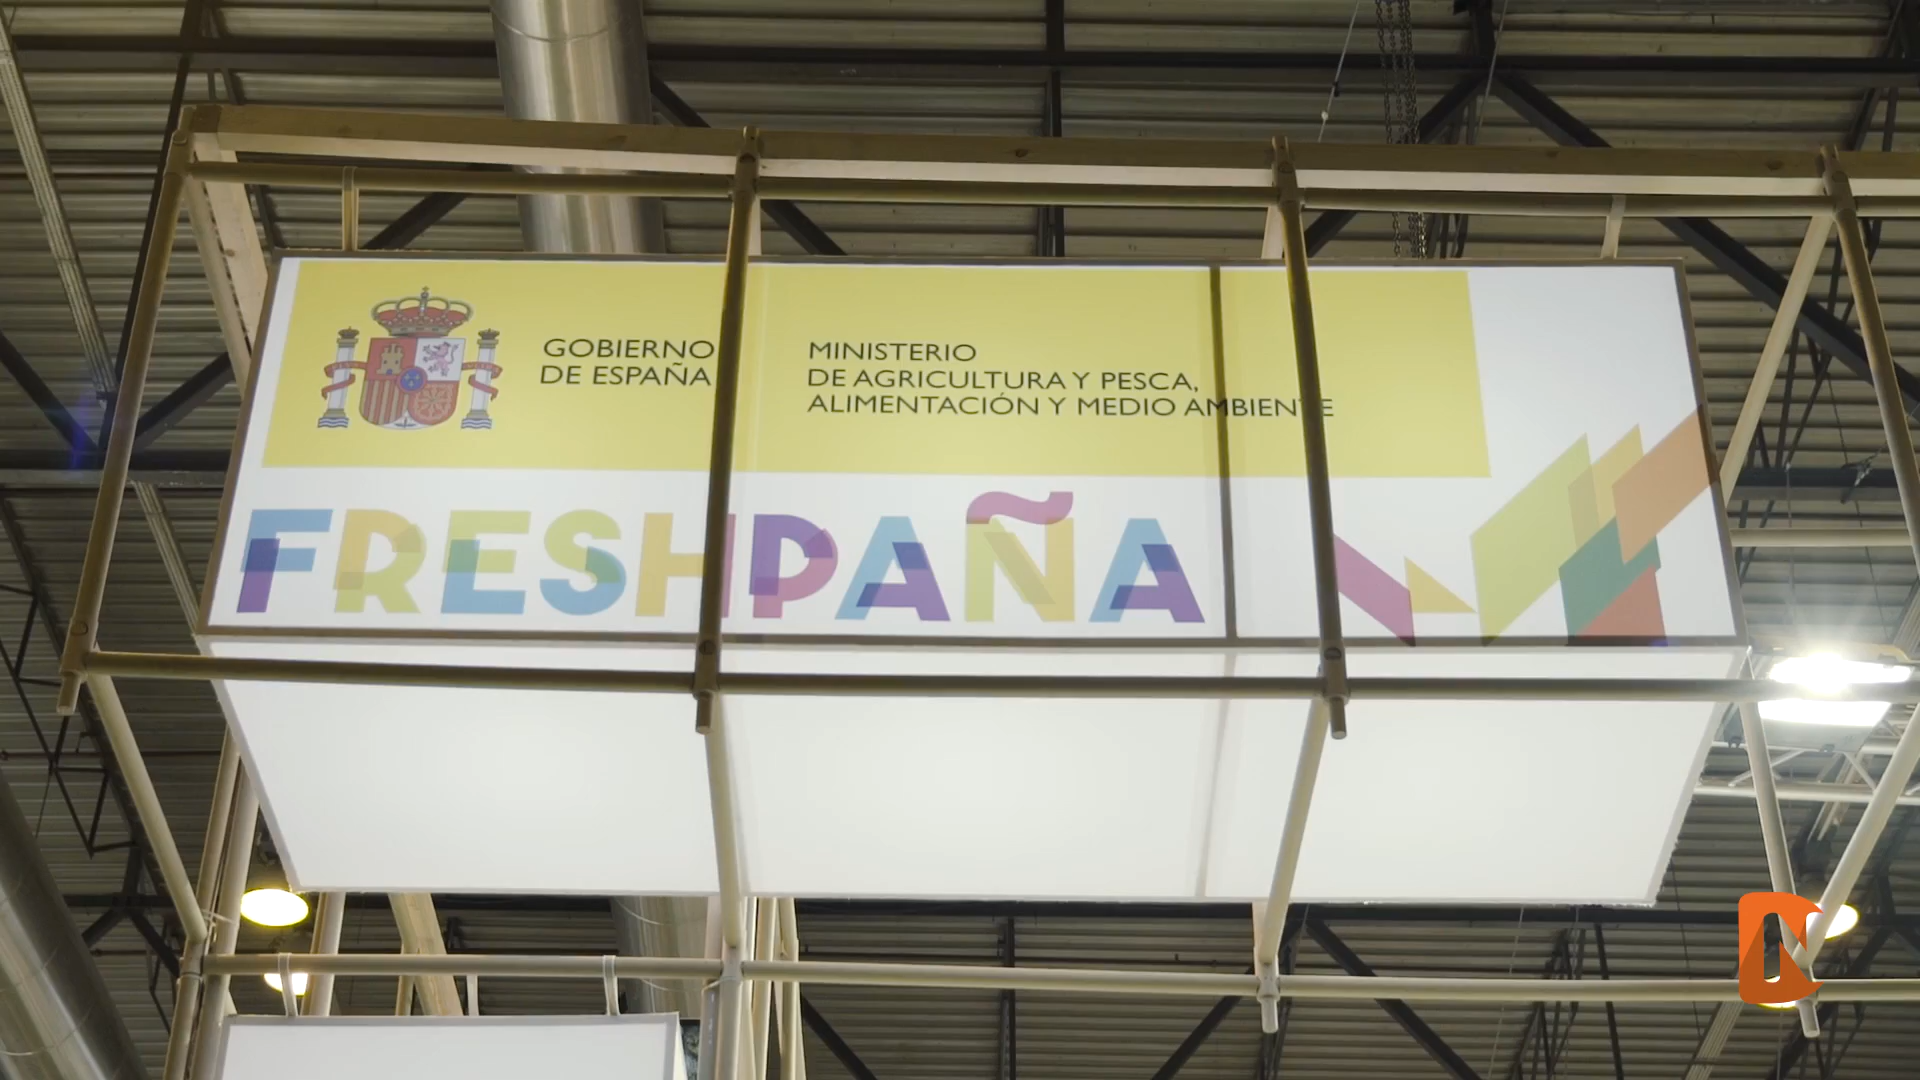 GOBIERNO
DE ESPAÑA
MINISTERIO
DE AGRICULTURA Y PESCA,
ALIMENTACIÓN Y MEDIO AMBIENTE
FRESHPAÑA